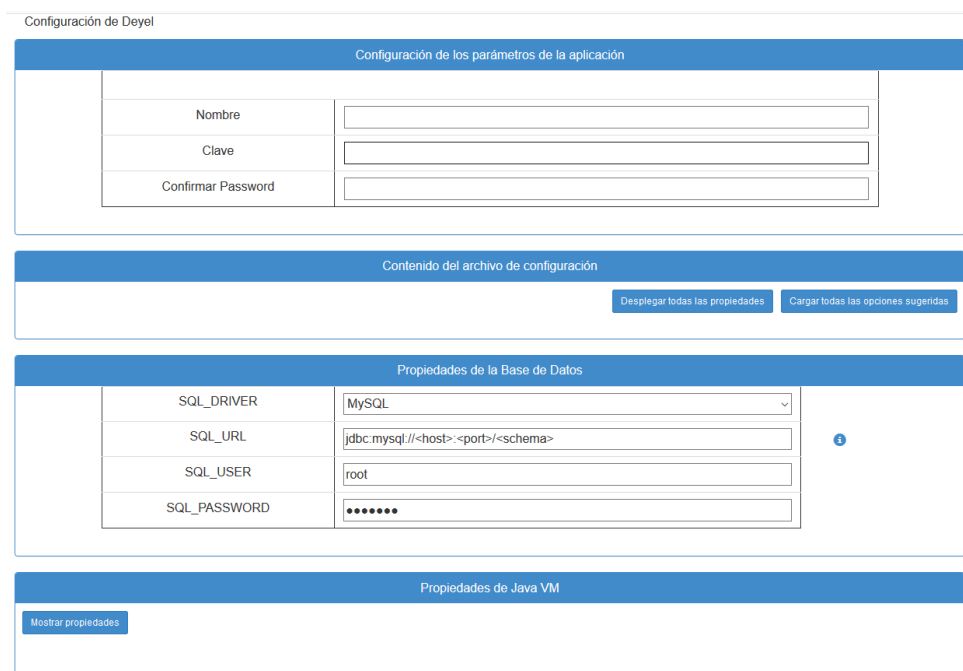 Configuración de Deyel
Configuración de los parámetros de la aplicación
Nombre
Clave
Confirmar Password
Contenido del archivo de configuración
Desplegar todas las propiedades Cargar todas las opciones sugeridas
Propiedades de la Base de Datos
SQL_DRIVER MySQL
SQL_URL jdbc:mysql://<host>:<port>/<schema>
SQL_USER root
SQL_PASSWORD •••••••
Propiedades de Java VM
Mostrar propiedades